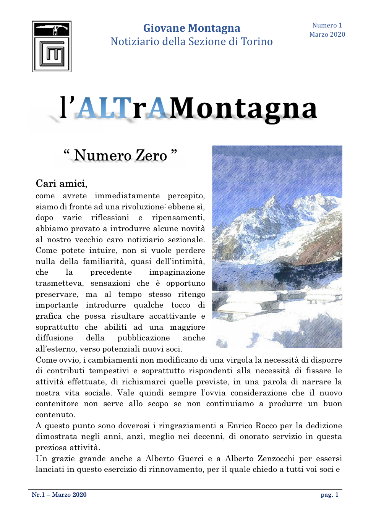 Giovane Montagna
Notiziario della Sezione di Torino
Numero 1
Marzo 2020
l'ALTrAMontagna
“ Numero Zero ”
Cari amici,
come avrete immediatamente percepito,
siamo di fronte ad una rivoluzione: ebbene si,
dopo varie riflessioni e ripensamenti,
abbiamo provato a introdurre alcune novità
al nostro vecchio caro notiziario sezionale.
Come potete intuire, non si vuole perdere
nulla della familiarità, quasi dell'intimità,
che la precedente impaginazione
trasmetteva, sensazioni che è opportuno
preservare, ma al tempo stesso ritengo
importante introdurre qualche tocco di
grafica che possa risultare accattivante e
soprattutto che abiliti ad una maggiore
diffusione della pubblicazione anche
all'esterno, verso potenziali nuovi soci.
Come ovvio, i cambiamenti non modificano di una virgola la necessità di disporre
di contributi tempestivi e soprattutto rispondenti alla necessità di fissare le
attività effettuate, di richiamarci quelle previste, in una parola di narrare la
nostra vita sociale. Vale quindi sempre l'ovvia considerazione che il nuovo
contenitore non serve allo scopo se non continuiamo a produrre un buon
contenuto.
A questo punto sono doverosi i ringraziamenti a Enrico Rocco per la dedizione
dimostrata negli anni, anzi, meglio nei decenni, di onorato servizio in questa
preziosa attività.
Un grazie grande anche a Alberto Guerci e a Alberto Zenzocchi per essersi
lanciati in questo esercizio di rinnovamento, per il quale chiedo a tutti voi soci e
Nr.1 – Marzo 2020
pag. 1